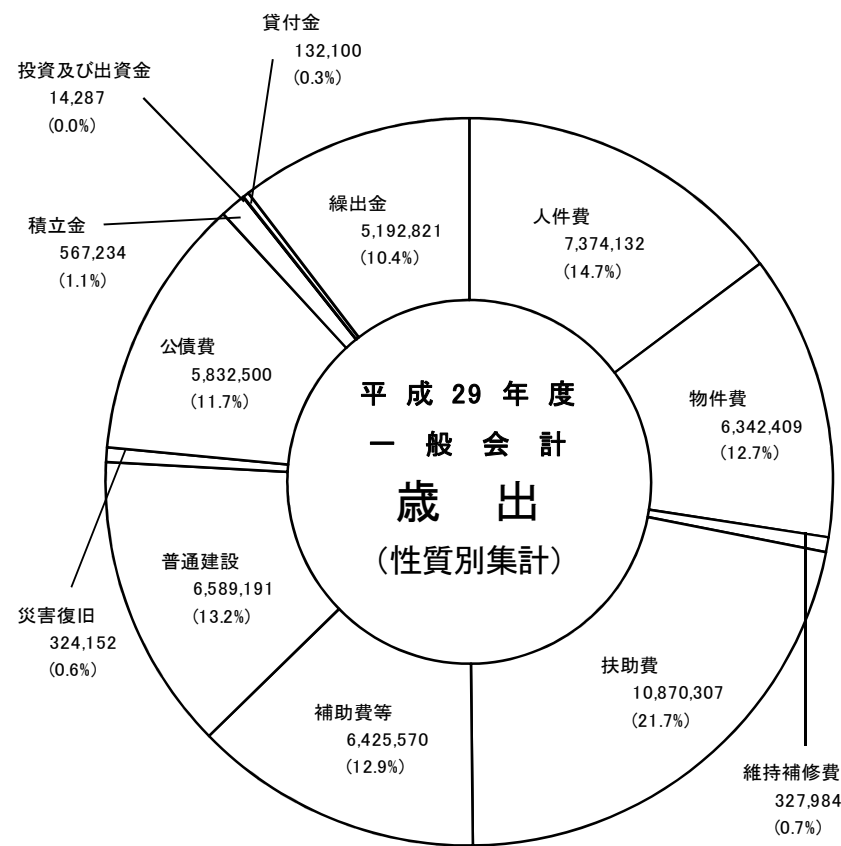 貸付金
132,100
(0.3%)
投資及び出資金
14,287
(0.0%)
積立金
567,234
(1.1%)
繰出金
5,192,821
(10.4%)
人件費
7,374,132
(14.7%)
公債費
5,832,500
(11.7%)
物件費
6,342,409
(12.7%)
平成29年度
一般会計
歳出
(性質別集計)
普通建設
6,589,191
(13.2%)
災害復旧
324,152
(0.6%)
補助費等
6,425,570
(12.9%)
扶助費
10,870,307
(21.7%)
維持補修費
327,984
(0.7%)